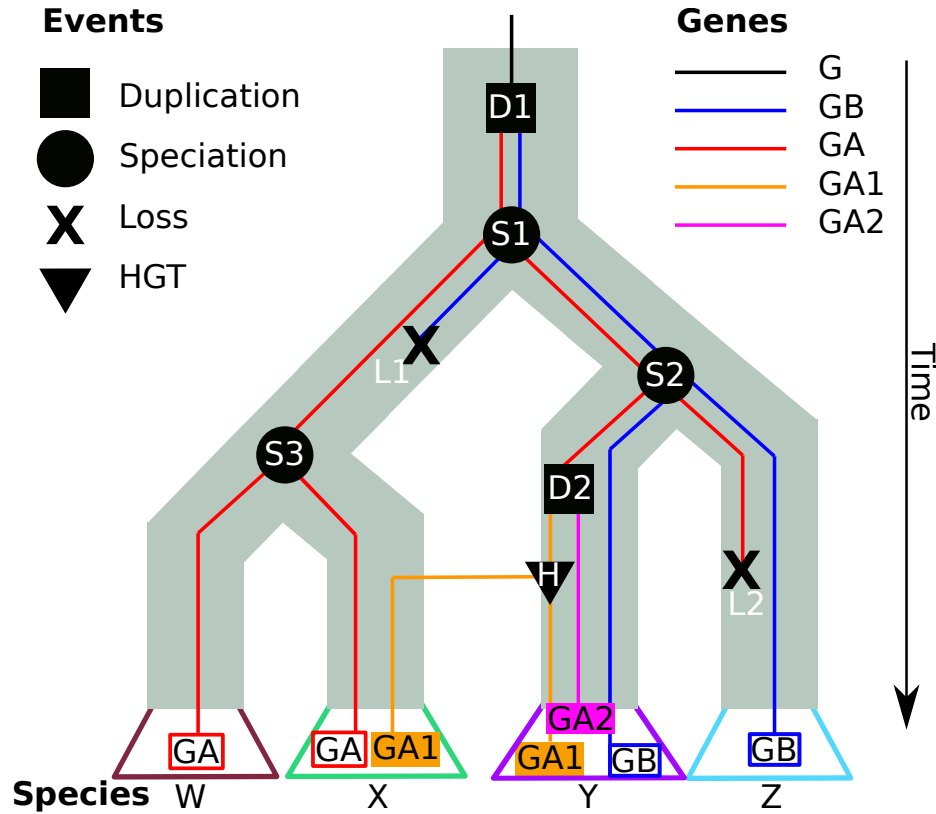 Events
Duplication
Speciation
X Loss
HGT
Genes
G
GB
GA
GA1
GA2
D1
S1
X
L1
S2
S3
D2
H
X
L2
Time
GA
GA GA1
GA2
GA1 GB
GB
Species W X Y Z